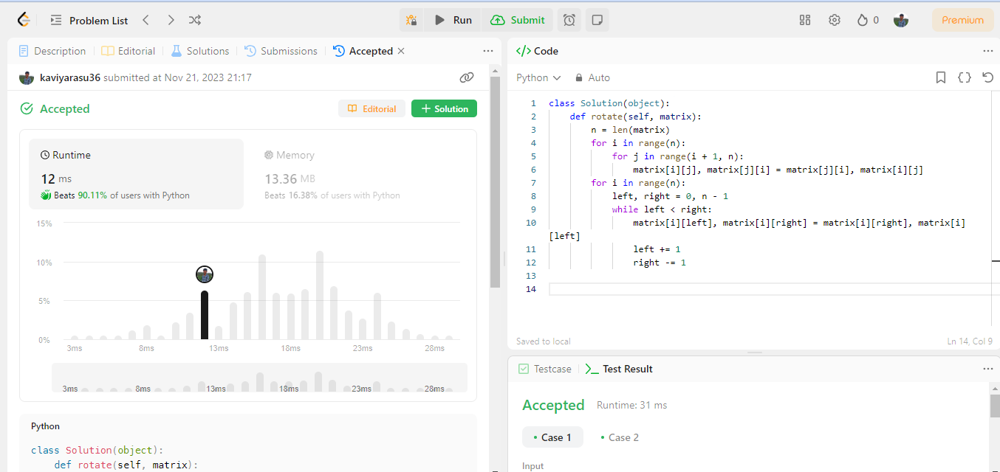 Problem List
Run
Submit
0
Premium
Description
Editorial
Solutions
Submissions
Accepted
kaviyarasu36 submitted at Nov 21, 2023 21:17
Accepted
Editorial
Solution
Runtime
12 ms
Beats 90.11% of users with Python
Memory
13.36 MB
Beats 16.38% of users with Python
15%
10%
5%
0%
3ms 8ms 13ms 18ms 23ms 28ms
3ms 8ms 13ms 18ms 23ms 28ms
Python
class Solution(object):
    def rotate(self, matrix):
</> Code
Python
Auto
1 class Solution(object):
2     def rotate(self, matrix):
3         n = len(matrix)
4         for i in range(n):
5             for j in range(i + 1, n):
6                 matrix[i][j], matrix[j][i] = matrix[j][i], matrix[i][j]
7         for i in range(n):
8             left, right = 0, n - 1
9             while left < right:
10                 matrix[i][left], matrix[i][right] = matrix[i][right], matrix[i]
[left]
11                 left += 1
12                 right -= 1
13
14
Saved to local
Ln 14, Col 9
Testcase
Test Result
Accepted Runtime: 31 ms
Case 1
Case 2
Input